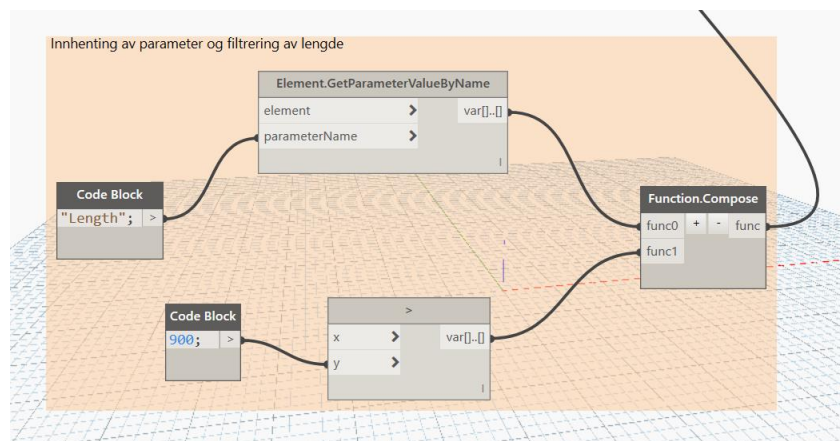 Innhenting av parameter og filtrering av lengde
Element.GetParameterValueByName
element > var[]..[]
parameterName >
l
Code Block
"Length"; >
Function.Compose
func0 + - func
func1
>
x > var[]..[]
y >
l
Code Block
900; >